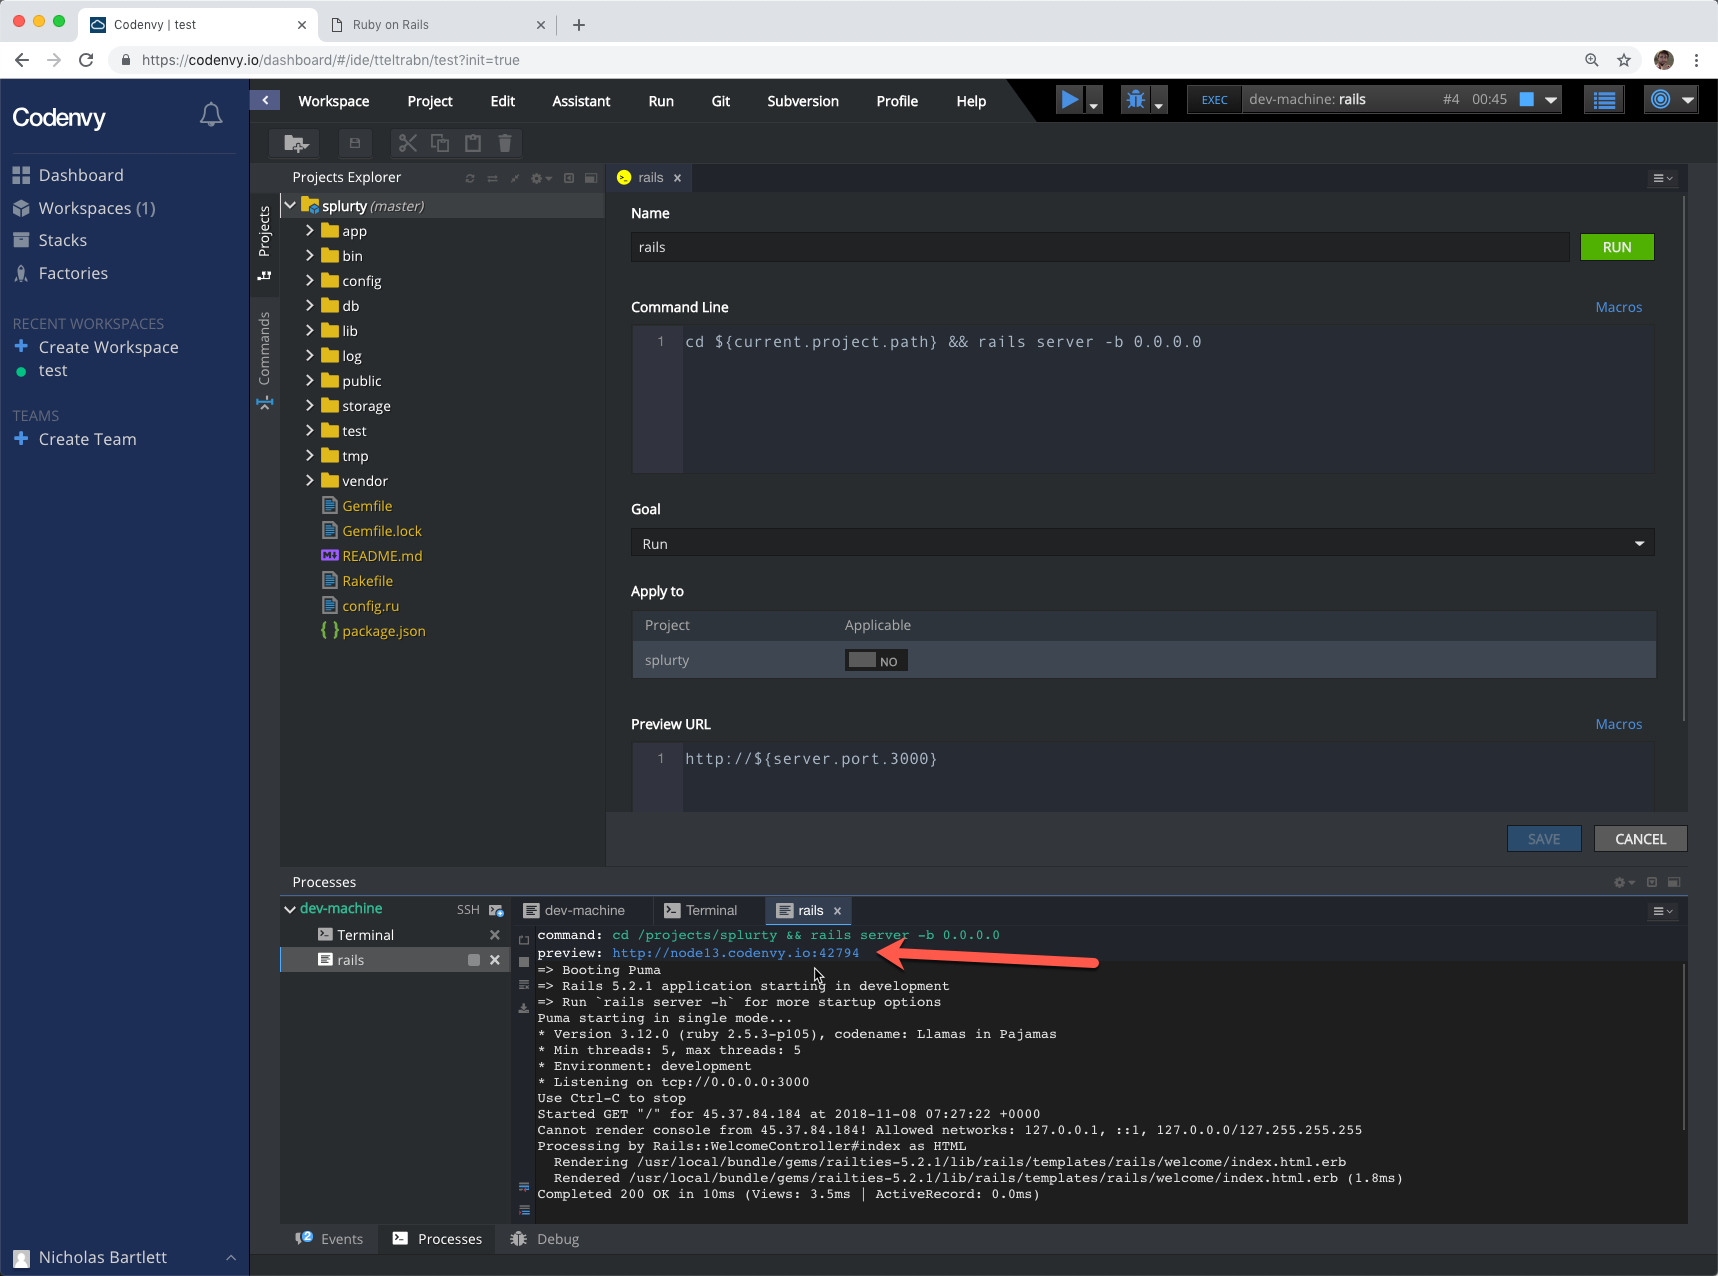 Codenvy | test
Ruby on Rails
https://codenvy.io/dashboard/#/ide/tteltrabn/test?init=true
Codenvy
Workspace Project Edit Assistant Run Git Subversion Profile Help
EXEC dev-machine: rails #4 00:45
Dashboard
Workspaces (1)
Stacks
Factories
RECENT WORKSPACES
Create Workspace
test
TEAMS
Create Team
Nicholas Bartlett
Projects
Commands
Projects Explorer
splurty (master)
app
bin
config
db
lib
log
public
storage
test
tmp
vendor
Gemfile
Gemfile.lock
README.md
Rakefile
config.ru
package.json
rails
Name
rails
RUN
Command Line Macros
1 cd ${current.project.path} && rails server -b 0.0.0.0
Goal
Run
Apply to
Project Applicable
splurty NO
Preview URL Macros
1 http://${server.port.3000}
SAVE CANCEL
Processes
dev-machine SSH
Terminal
rails
dev-machine Terminal rails
command: cd /projects/splurty && rails server -b 0.0.0.0
preview: http://node13.codenvy.io:42794
=> Booting Puma
=> Rails 5.2.1 application starting in development
=> Run `rails server -h` for more startup options
Puma starting in single mode...
* Version 3.12.0 (ruby 2.5.3-p105), codename: Llamas in Pajamas
* Min threads: 5, max threads: 5
* Environment: development
* Listening on tcp://0.0.0.0:3000
Use Ctrl-C to stop
Started GET "/" for 45.37.84.184 at 2018-11-08 07:27:22 +0000
Cannot render console from 45.37.84.184! Allowed networks: 127.0.0.1, ::1, 127.0.0.0/127.255.255.255
Processing by Rails::WelcomeController#index as HTML
Rendering /usr/local/bundle/gems/railties-5.2.1/lib/rails/templates/rails/welcome/index.html.erb
Rendered /usr/local/bundle/gems/railties-5.2.1/lib/rails/templates/rails/welcome/index.html.erb (1.8ms)
Completed 200 OK in 10ms (Views: 3.5ms | ActiveRecord: 0.0ms)
2 Events Processes Debug